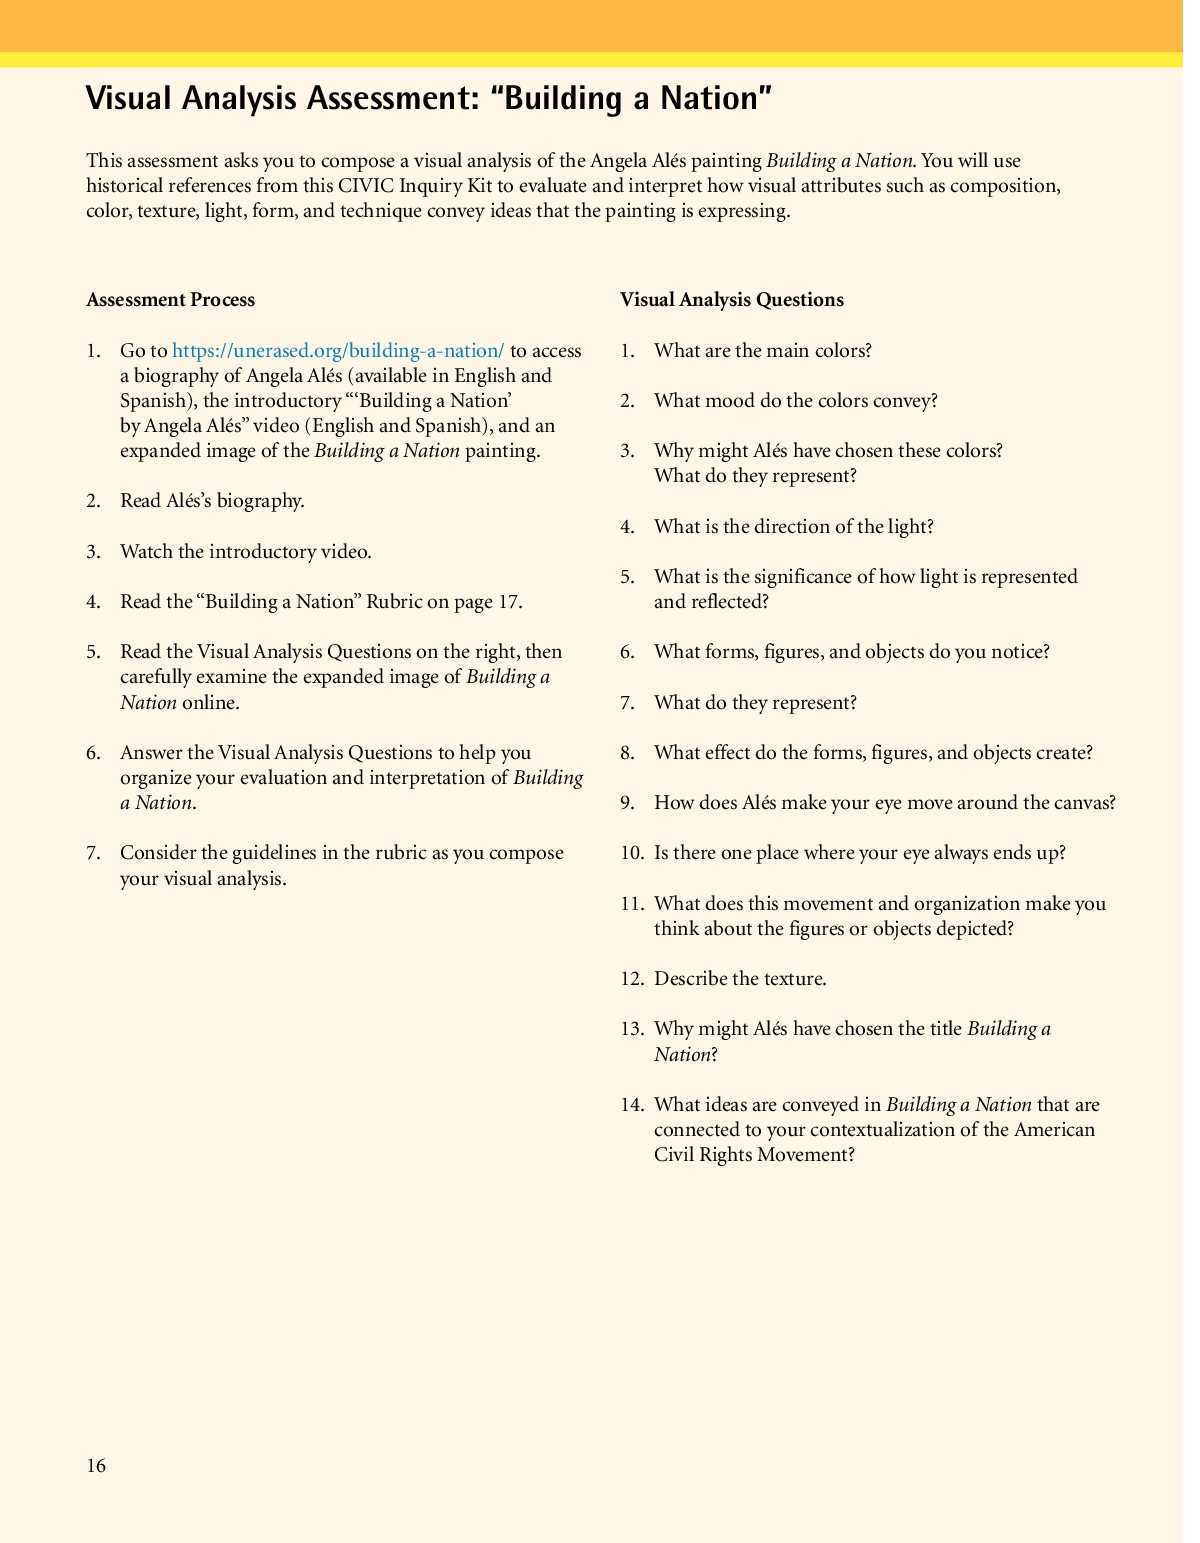 Visual Analysis Assessment: “Building a Nation”
This assessment asks you to compose a visual analysis of the Angela Alés painting Building a Nation. You will use
historical references from this CIVIC Inquiry Kit to evaluate and interpret how visual attributes such as composition,
color, texture, light, form, and technique convey ideas that the painting is expressing.
Assessment Process
1. Go to https://unerased.org/building-a-nation/ to access
a biography of Angela Alés (available in English and
Spanish), the introductory “‘Building a Nation’
by Angela Alés” video (English and Spanish), and an
expanded image of the Building a Nation painting.
2. Read Alés’s biography.
3. Watch the introductory video.
4. Read the “Building a Nation” Rubric on page 17.
5. Read the Visual Analysis Questions on the right, then
carefully examine the expanded image of Building a
Nation online.
6. Answer the Visual Analysis Questions to help you
organize your evaluation and interpretation of Building
a Nation.
7. Consider the guidelines in the rubric as you compose
your visual analysis.
Visual Analysis Questions
1. What are the main colors?
2. What mood do the colors convey?
3. Why might Alés have chosen these colors?
What do they represent?
4. What is the direction of the light?
5. What is the significance of how light is represented
and reflected?
6. What forms, figures, and objects do you notice?
7. What do they represent?
8. What effect do the forms, figures, and objects create?
9. How does Alés make your eye move around the canvas?
10. Is there one place where your eye always ends up?
11. What does this movement and organization make you
think about the figures or objects depicted?
12. Describe the texture.
13. Why might Alés have chosen the title Building a
Nation?
14. What ideas are conveyed in Building a Nation that are
connected to your contextualization of the American
Civil Rights Movement?
16